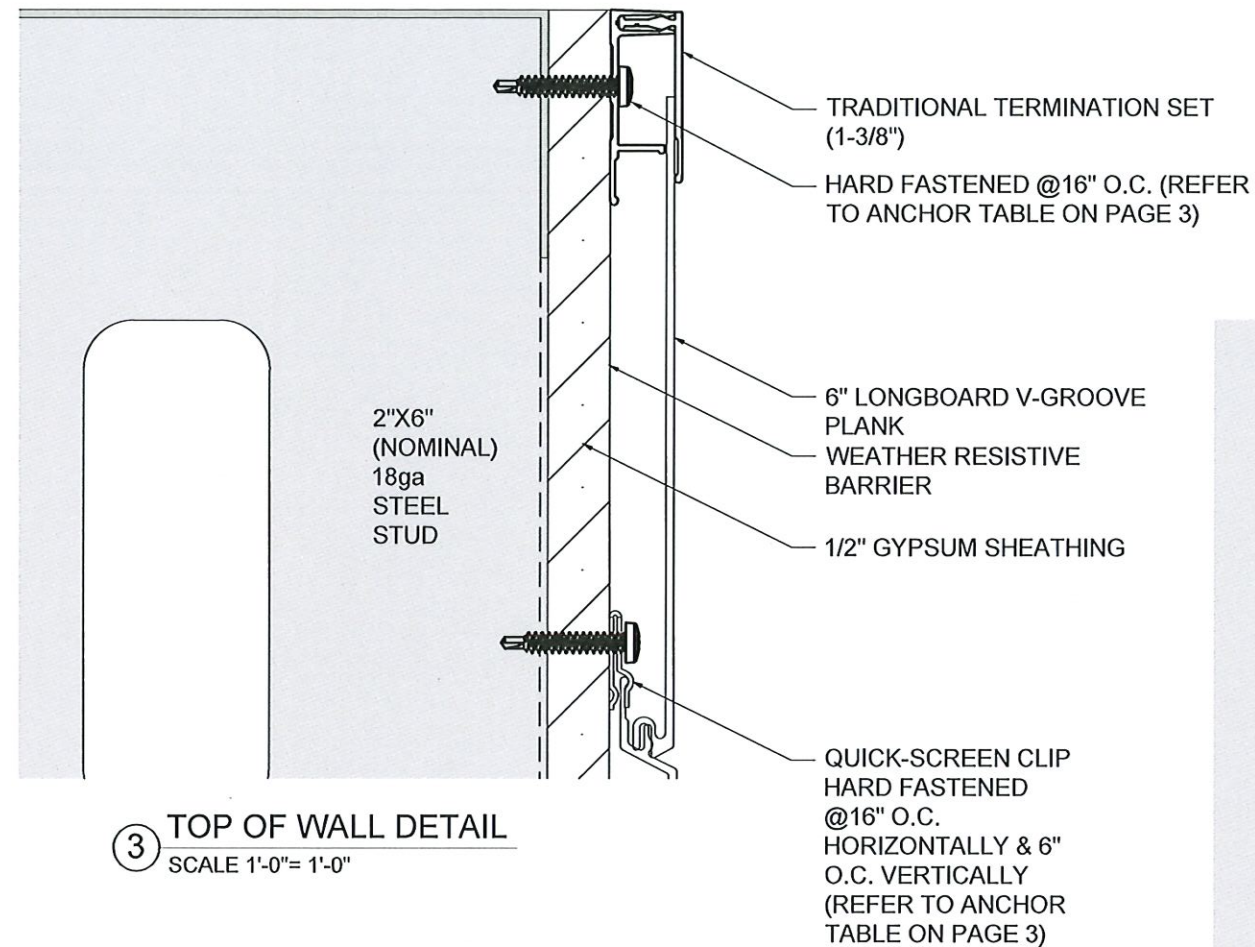 TRADITIONAL TERMINATION SET
(1-3/8")
HARD FASTENED @16" O.C. (REFER
TO ANCHOR TABLE ON PAGE 3)
2"X6"
(NOMINAL)
18ga
STEEL
STUD
6" LONGBOARD V-GROOVE
PLANK
WEATHER RESISTIVE
BARRIER
1/2" GYPSUM SHEATHING
QUICK-SCREEN CLIP
HARD FASTENED
@16" O.C.
HORIZONTALLY & 6"
O.C. VERTICALLY
(REFER TO ANCHOR
TABLE ON PAGE 3)
3 TOP OF WALL DETAIL
SCALE 1'-0"= 1'-0"